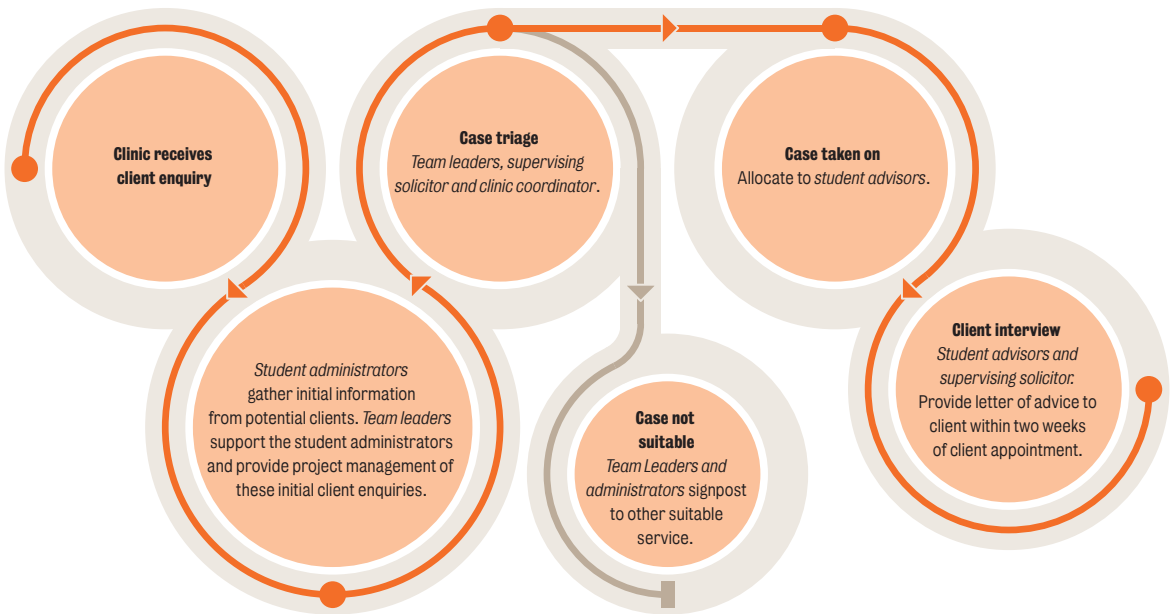 Clinic receives
client enquiry
Student administrators
gather initial information
from potential clients. Team leaders
support the student administrators
and provide project management of
these initial client enquiries.
Case triage
Team leaders, supervising
solicitor and clinic coordinator.
Case not
suitable
Team Leaders and
administrators signpost
to other suitable
service.
Case taken on
Allocate to student advisors.
Client interview
Student advisors and
supervising solicitor.
Provide letter of advice to
client within two weeks
of client appointment.